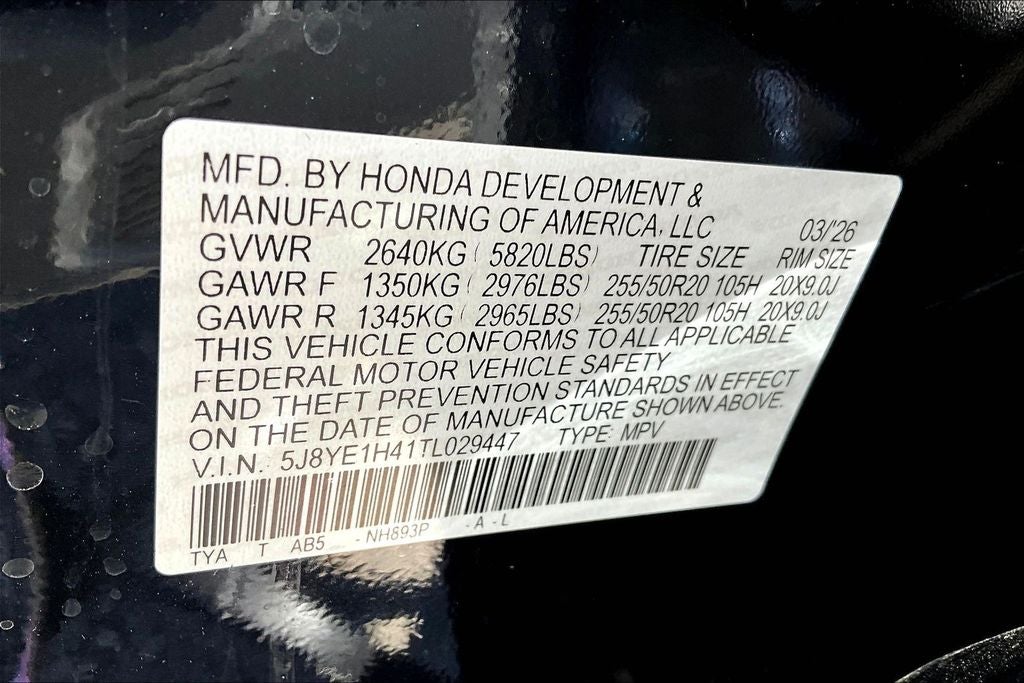 MFD. BY HONDA DEVELOPMENT &
MANUFACTURING OF AMERICA, LLC 03/'26
GVWR 2640KG ( 5820LBS) TIRE SIZE RIM SIZE
GAWR F 1350KG ( 2976LBS) 255/50R20 105H 20X9.0J
GAWR R 1345KG ( 2965LBS) 255/50R20 105H 20X9.0J
THIS VEHICLE CONFORMS TO ALL APPLICABLE
FEDERAL MOTOR VEHICLE SAFETY
AND THEFT PREVENTION STANDARDS IN EFFECT
ON THE DATE OF MANUFACTURE SHOWN ABOVE.
V.I.N. 5J8YE1H41TL029447 TYPE: MPV
TYA T AB5 - NH893P - A - L